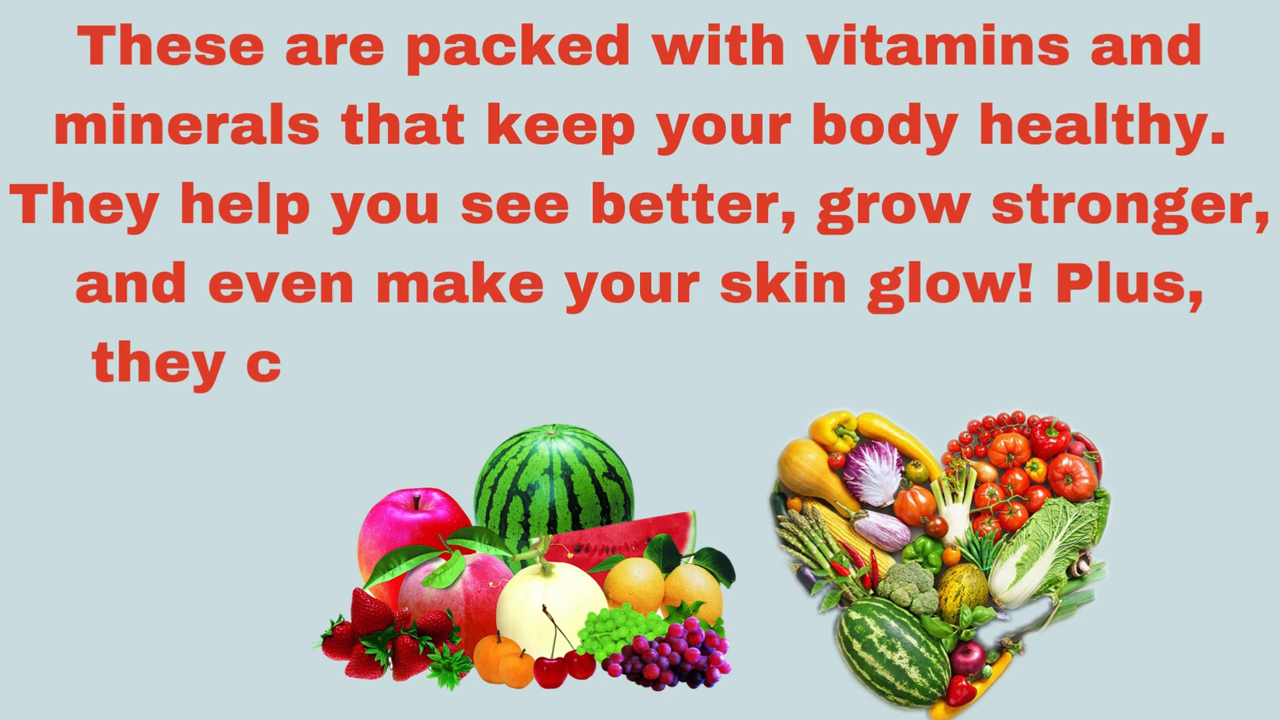 These are packed with vitamins and
minerals that keep your body healthy.
They help you see better, grow stronger,
and even make your skin glow! Plus,
they c